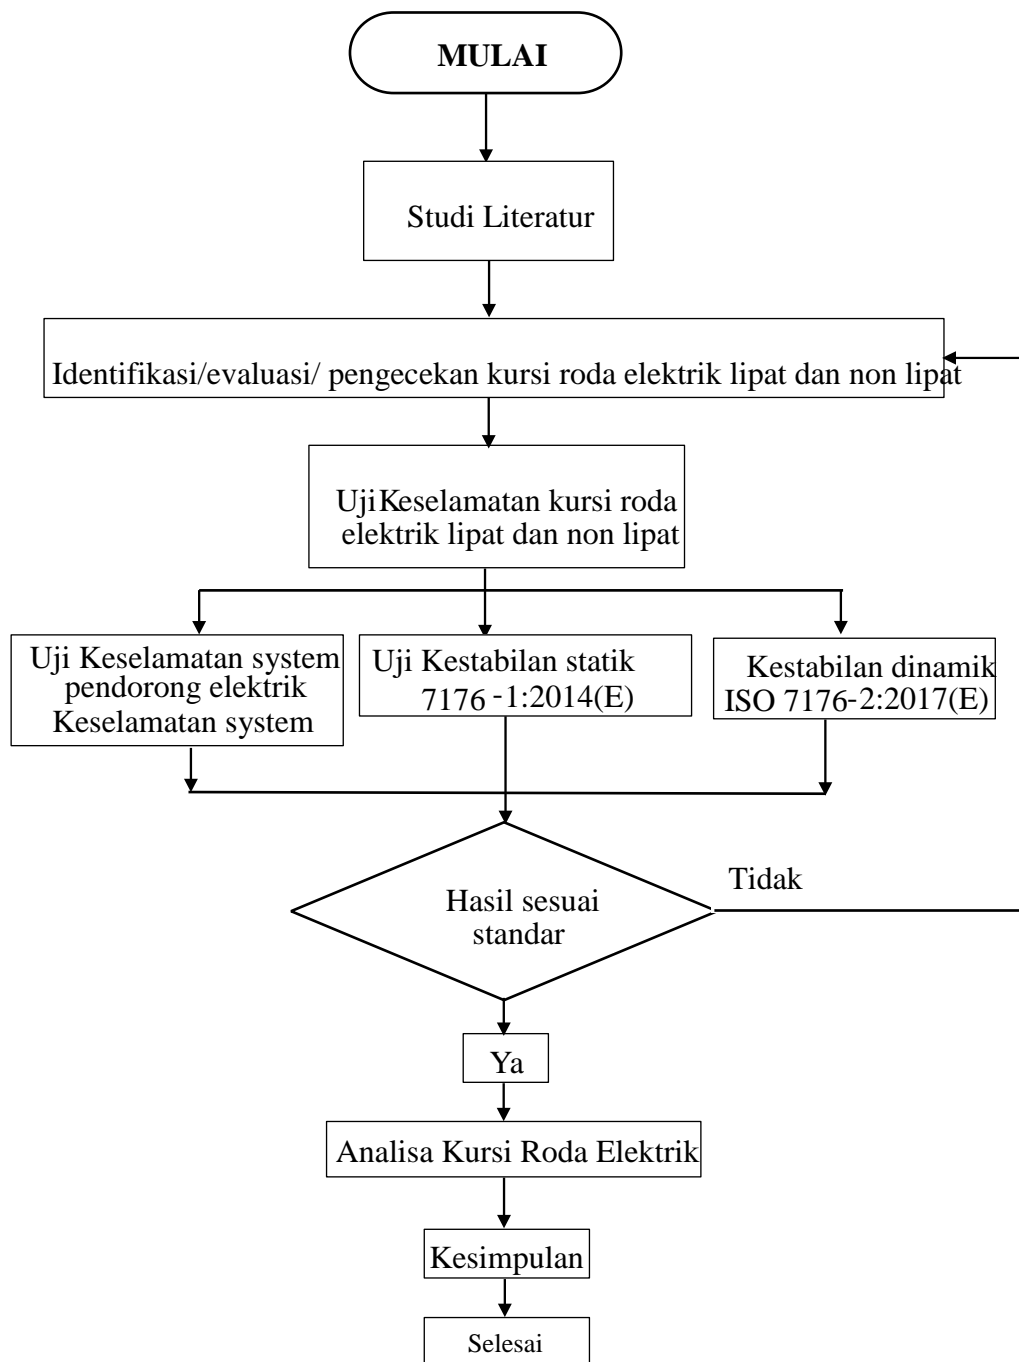 MULAI
Studi Literatur
Identifikasi/evaluasi/ pengecekan kursi roda elektrik lipat dan non lipat
Uji Keselamatan kursi roda
elektrik lipat dan non lipat
Uji Keselamatan system
pendorong elektrik
Keselamatan system
Uji Kestabilan statik
7176 -1:2014(E)
Kestabilan dinamik
ISO 7176-2:2017(E)
Hasil sesuai
standar
Tidak
Ya
Analisa Kursi Roda Elektrik
Kesimpulan
Selesai